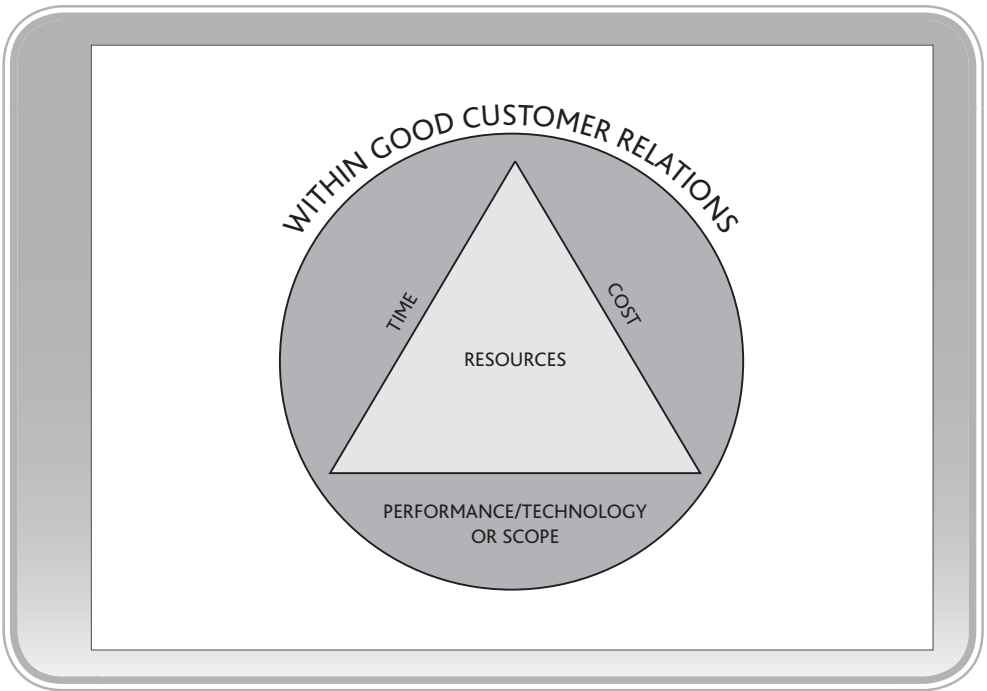 WITHIN GOOD CUSTOMER RELATIONS
TIME
COST
RESOURCES
PERFORMANCE/TECHNOLOGY
OR SCOPE